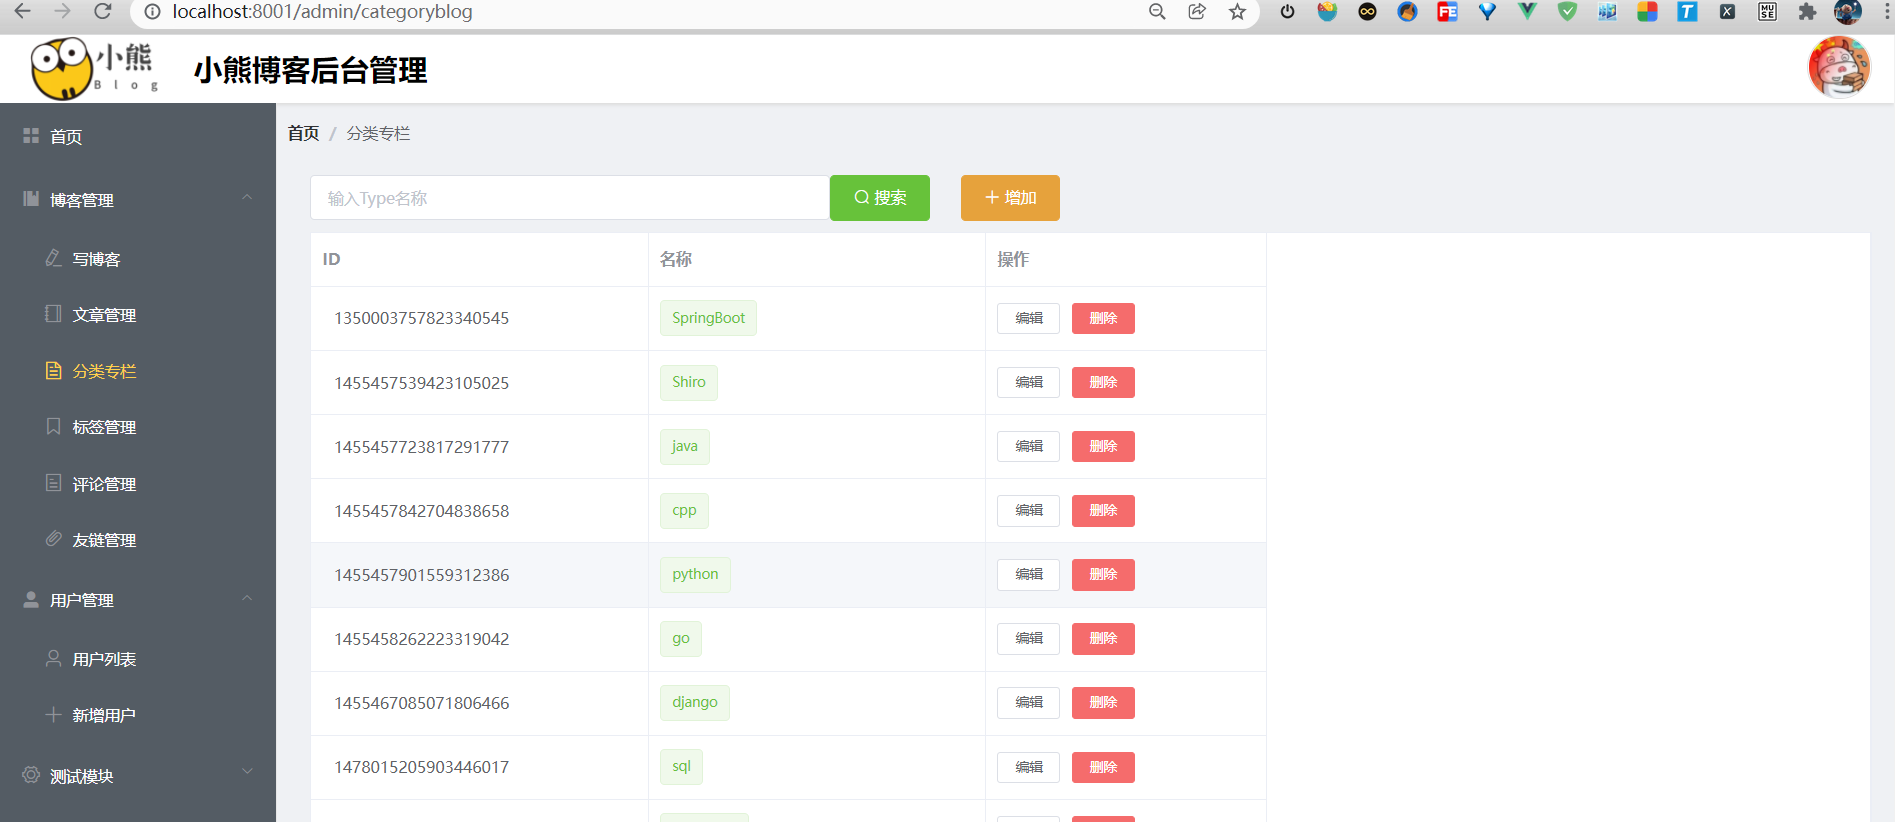 localhost:8001/admin/categoryblog
小熊
Blog
小熊博客后台管理
首页
博客管理
写博客
文章管理
分类专栏
标签管理
评论管理
友链管理
用户管理
用户列表
新增用户
测试模块
首页 / 分类专栏
输入Type名称 搜索 增加
ID 名称 操作
1350003757823340545 SpringBoot 编辑 删除
1455457539423105025 Shiro 编辑 删除
1455457723817291777 java 编辑 删除
1455457842704838658 cpp 编辑 删除
1455457901559312386 python 编辑 删除
1455458262223319042 go 编辑 删除
1455467085071806466 django 编辑 删除
1478015205903446017 sql 编辑 删除